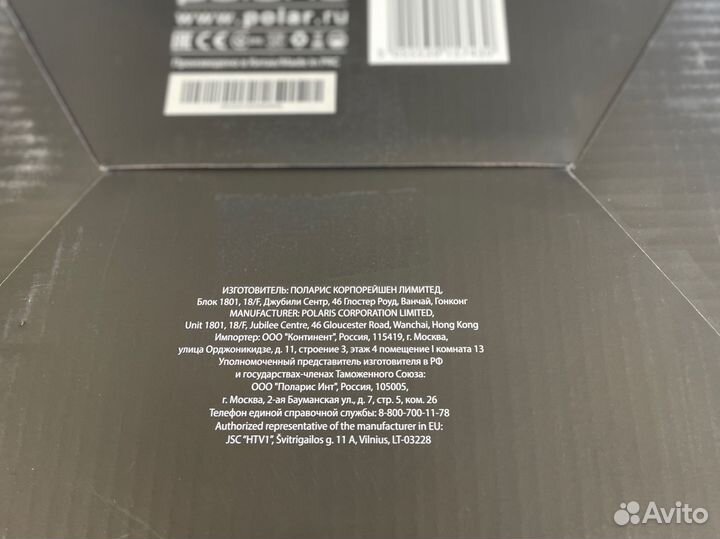 www.polar.ru
Произведено в Китае/Made in PRC
ИЗГОТОВИТЕЛЬ: ПОЛАРИС КОРПОРЕЙШЕН ЛИМИТЕД,
Блок 1801, 18/F, Джубили Сентр, 46 Глостер Роуд, Ванчай, Гонконг
MANUFACTURER: POLARIS CORPORATION LIMITED,
Unit 1801, 18/F, Jubilee Centre, 46 Gloucester Road, Wanchai, Hong Kong
Импортер: ООО "Континент", Россия, 115419, г. Москва,
улица Орджоникидзе, д. 11, строение 3, этаж 4 помещение I комната 13
Уполномоченный представитель изготовителя в РФ
и государствах-членах Таможенного Союза:
ООО "Поларис Инт", Россия, 105005,
г. Москва, 2-ая Бауманская ул., д. 7, стр. 5, ком. 26
Телефон единой справочной службы: 8-800-700-11-78
Authorized representative of the manufacturer in EU:
JSC "HTV1", Švitrigailos g. 11 A, Vilnius, LT-03228
Avito